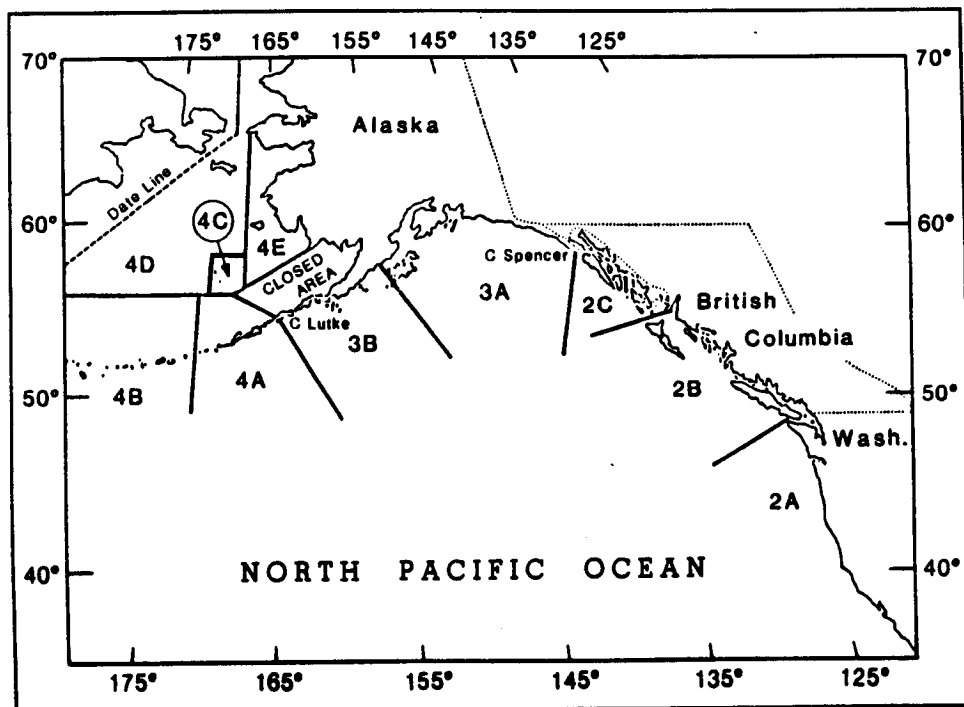 175° 165° 155° 145° 135° 125°
70° 70°
Alaska
Date Line
60° 4C 60°
4E
4D
CLOSED
AREA
C Spencer
3A
2C
British
C Lutke
3B
Columbia
4B 4A
2B
50° 50°
Wash.
2A
40° NORTH PACIFIC OCEAN 40°
175° 165° 155° 145° 135° 125°